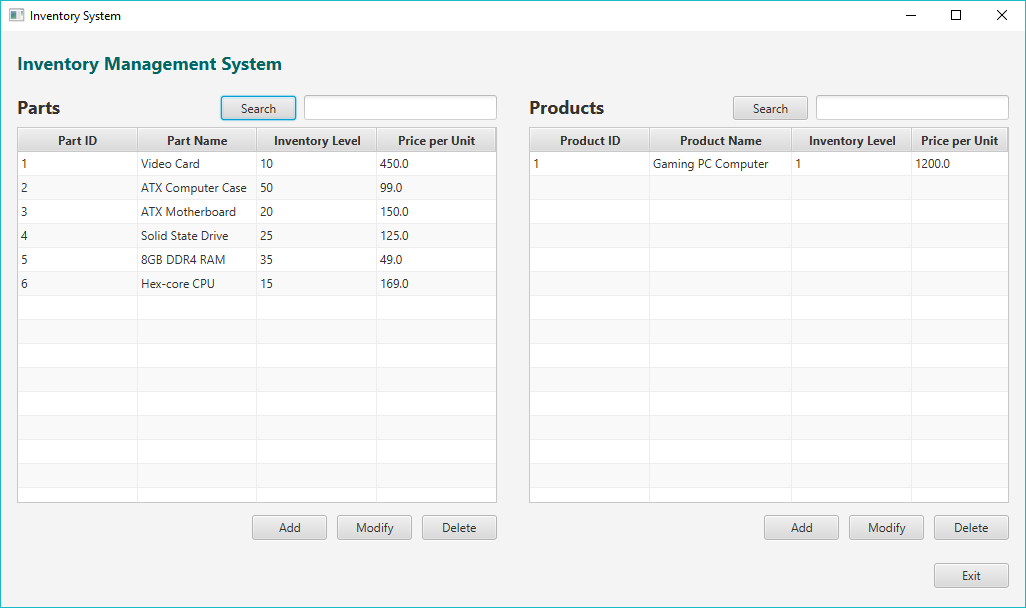 Inventory System
Inventory Management System
Parts Search
Part ID Part Name Inventory Level Price per Unit
1 Video Card 10 450.0
2 ATX Computer Case 50 99.0
3 ATX Motherboard 20 150.0
4 Solid State Drive 25 125.0
5 8GB DDR4 RAM 35 49.0
6 Hex-core CPU 15 169.0
Add Modify Delete
Products Search
Product ID Product Name Inventory Level Price per Unit
1 Gaming PC Computer 1 1200.0
Add Modify Delete
Exit